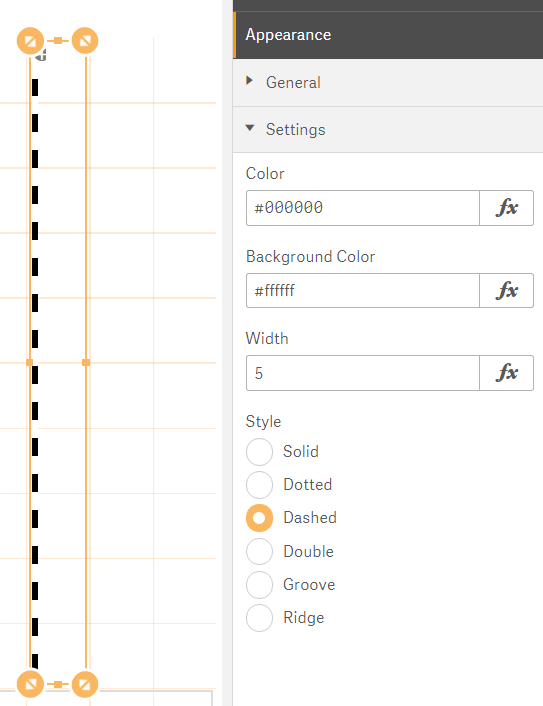 Appearance
General
Settings
Color
#000000 fx
Background Color
#ffffff fx
Width
5 fx
Style
Solid
Dotted
Dashed
Double
Groove
Ridge